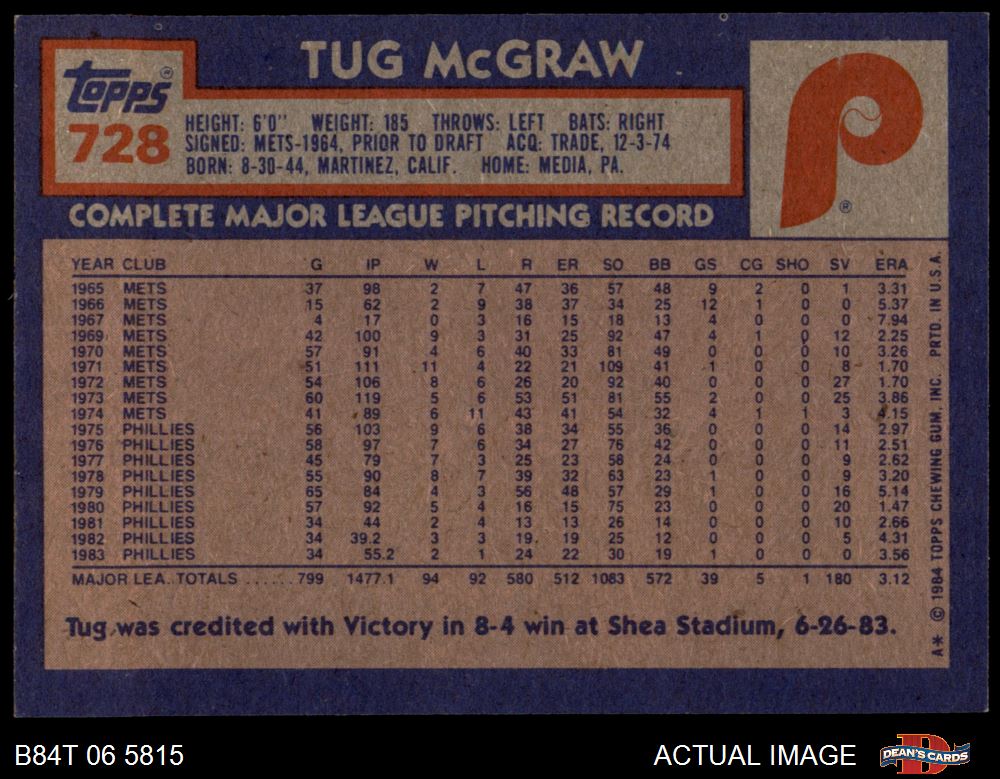 TUG McGRAW
Topps®
728
HEIGHT: 6'0" WEIGHT: 185 THROWS: LEFT BATS: RIGHT
SIGNED: METS-1964, PRIOR TO DRAFT ACQ: TRADE, 12-3-74
BORN: 8-30-44, MARTINEZ, CALIF. HOME: MEDIA, PA.
P ®
COMPLETE MAJOR LEAGUE PITCHING RECORD
YEAR CLUB G IP W L R ER SO BB GS CG SHO SV ERA
1965 METS 37 98 2 7 47 36 57 48 9 2 0 1 3.31
1966 METS 15 62 2 9 38 37 34 25 12 1 0 0 5.37
1967 METS 4 17 0 3 16 15 18 13 4 0 0 0 7.94
1969 METS 42 100 9 3 31 25 92 47 4 1 0 12 2.25
1970 METS 57 91 4 6 40 33 81 49 0 0 0 10 3.26
1971 METS 51 111 11 4 22 21 109 41 1 0 0 8 1.70
1972 METS 54 106 8 6 26 20 92 40 0 0 0 27 1.70
1973 METS 60 119 5 6 53 51 81 55 2 0 0 25 3.86
1974 METS 41 89 6 11 43 41 54 32 4 1 1 3 4.15
1975 PHILLIES 56 103 9 6 38 34 55 36 0 0 0 14 2.97
1976 PHILLIES 58 97 7 6 34 27 76 42 0 0 0 11 2.51
1977 PHILLIES 45 79 7 3 25 23 58 24 0 0 0 9 2.62
1978 PHILLIES 55 90 8 7 39 32 63 23 1 0 0 9 3.20
1979 PHILLIES 65 84 4 3 56 48 57 29 1 0 0 16 5.14
1980 PHILLIES 57 92 5 4 16 15 75 23 0 0 0 20 1.47
1981 PHILLIES 34 44 2 4 13 13 26 14 0 0 0 10 2.66
1982 PHILLIES 34 39.2 3 3 19 19 25 12 0 0 0 5 4.31
1983 PHILLIES 34 55.2 2 1 24 22 30 19 1 0 0 0 3.56
MAJOR LEA. TOTALS ...... 799 1477.1 94 92 580 512 1083 572 39 5 1 180 3.12
Tug was credited with Victory in 8-4 win at Shea Stadium, 6-26-83.
A* © 1984 TOPPS CHEWING GUM, INC. PRTD. IN U.S.A.
B84T 06 5815
ACTUAL IMAGE
DEAN'S CARDS